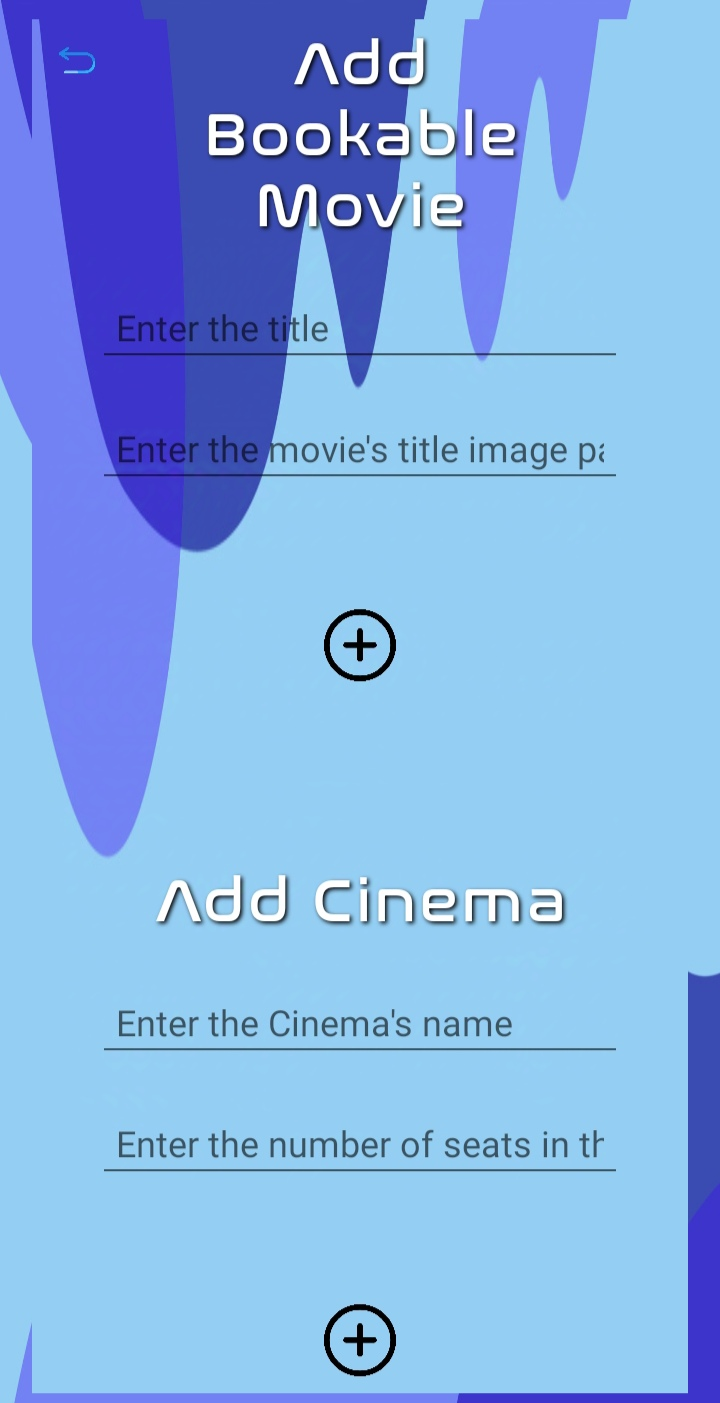 Add
Bookable
Movie
Enter the title
Enter the movie's title image pa
Add Cinema
Enter the Cinema's name
Enter the number of seats in th